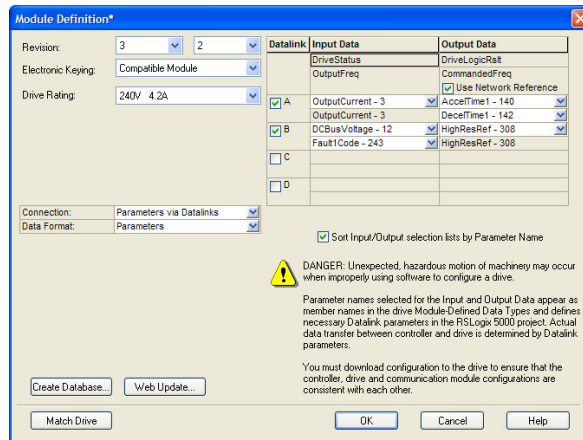 Module Definition*
Revision: 3 2
Electronic Keying: Compatible Module
Drive Rating: 240V 4.2A
Datalink Input Data Output Data
DriveStatus DriveLogicRslt
OutputFreq CommandedFreq
Use Network Reference
A OutputCurrent - 3 AccelTime1 - 140
OutputCurrent - 3 DecelTime1 - 142
B DCBusVoltage - 12 HighResRef - 308
Fault1Code - 243 HighResRef - 308
C
D
Connection: Parameters via Datalinks
Data Format: Parameters
Sort Input/Output selection lists by Parameter Name
DANGER: Unexpected, hazardous motion of machinery may occur
when improperly using software to configure a drive.
Parameter names selected for the Input and Output Data appear as
member names in the drive Module-Defined Data Types and defines
necessary Datalink parameters in the RSLogix 5000 project. Actual
data transfer between controller and drive is determined by Datalink
parameters.
You must download configuration to the drive to ensure that the
controller, drive and communication module configurations are
consistent with each other.
Create Database... Web Update...
Match Drive OK Cancel Help